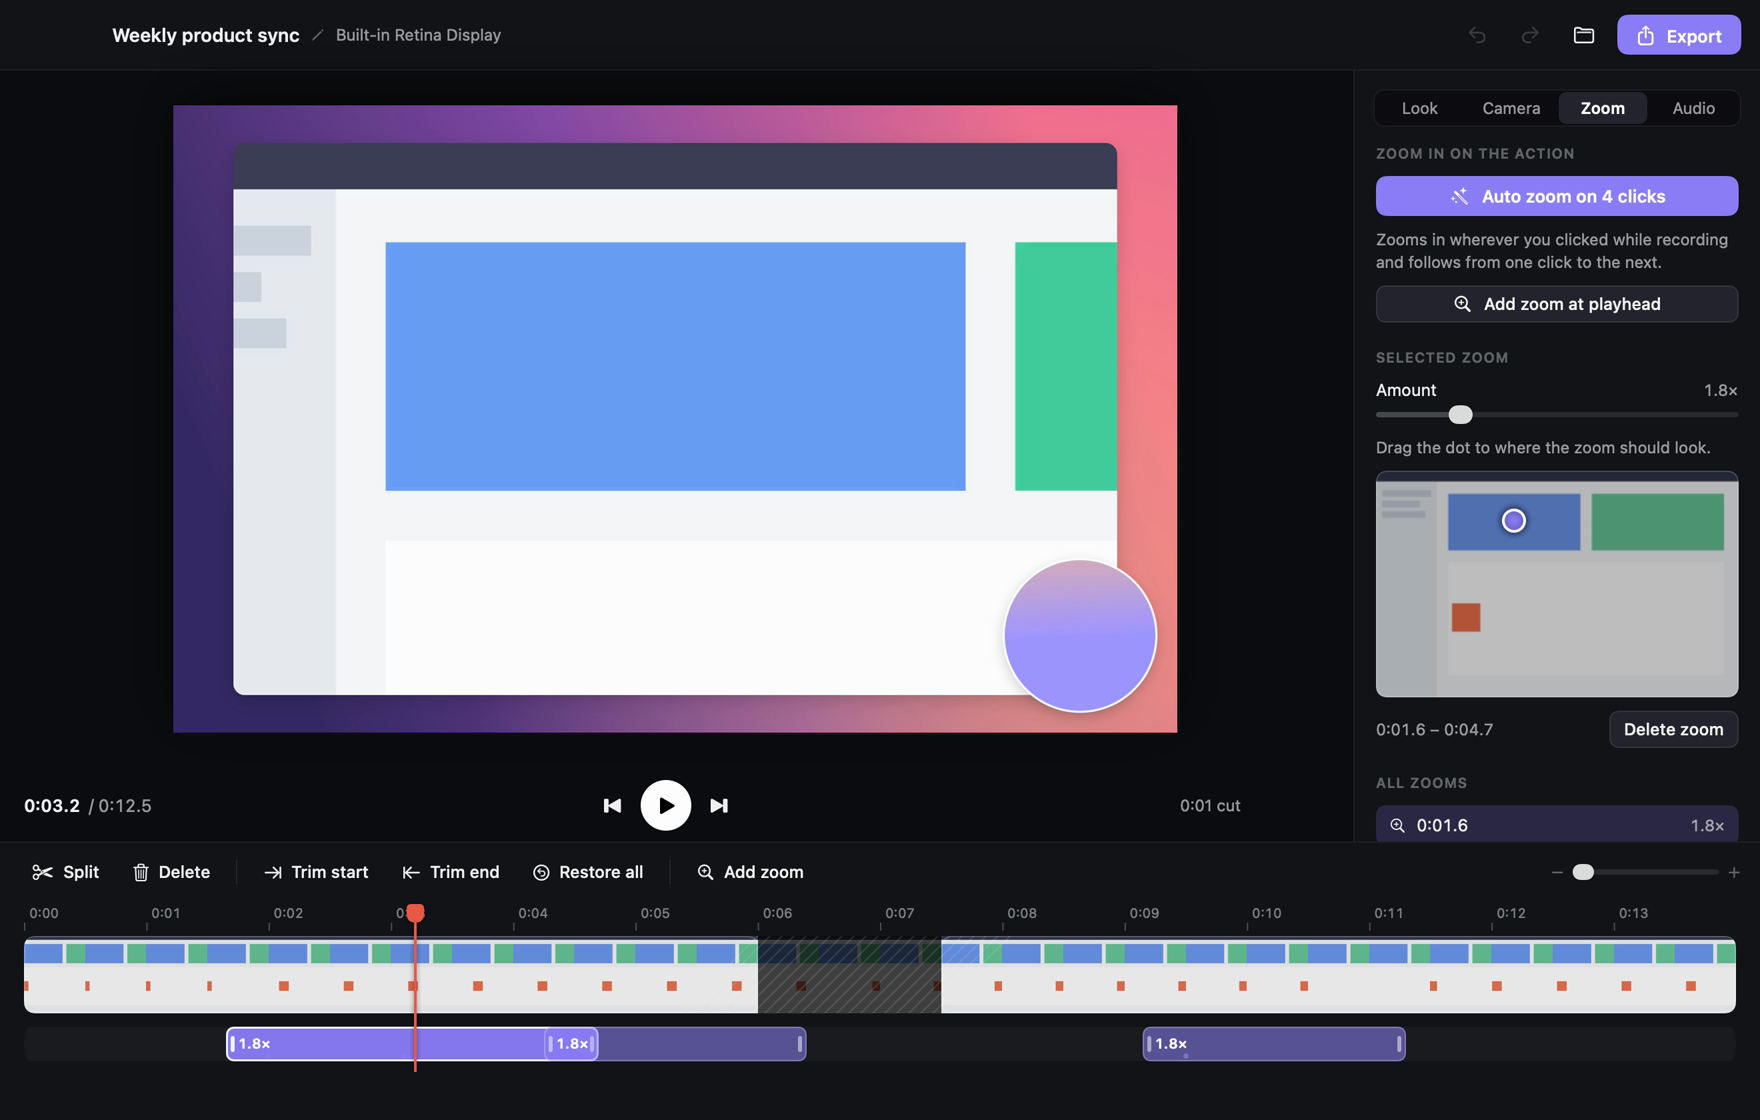 Weekly product sync / Built-in Retina Display
Export
Look Camera Zoom Audio
ZOOM IN ON THE ACTION
Auto zoom on 4 clicks
Zooms in wherever you clicked while recording
and follows from one click to the next.
Add zoom at playhead
SELECTED ZOOM
Amount 1.8×
Drag the dot to where the zoom should look.
0:01.6 – 0:04.7 Delete zoom
ALL ZOOMS
0:01.6 1.8×
0:03.2 / 0:12.5
0:01 cut
Split Delete Trim start Trim end Restore all Add zoom
0:00 0:01 0:02 0:04 0:05 0:06 0:07 0:08 0:09 0:10 0:11 0:12 0:13
1.8× 1.8× 1.8×